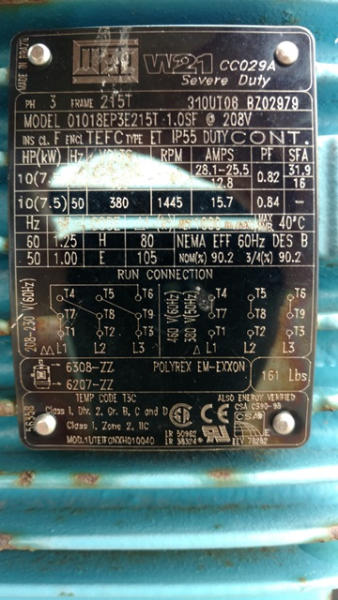 W21 CC029A
Severe Duty
PH 3 FRAME 215T 310UT06 BZ02979
MODEL 01018EP3E215T 1.0SF @ 208V
INS CL. F ENCL TEFC TYPE ET IP55 DUTY CONT.
HP(kW) Hz RPM AMPS PF SFA
10(7. 28.1-25.5 12.8 0.82 31.9 16
10(7.5) 50 380 1445 15.7 0.84 -
Hz 40°C
60 1.25 H 80 NEMA EFF 60Hz DES B
50 1.00 E 105 NOM(%) 90.2 3/4(%) 90.2
RUN CONNECTION
208-230 V(60Hz) T4 T5 T6 460 V(60Hz) 380 V(50Hz) T4 T5 T6
T7 T8 T9 T7 T8 T9
T1 T2 T3 T1 T2 T3
L1 L2 L3 L1 L2 L3
6308-ZZ POLYREX EM-EXXON 161 Lbs
6207-ZZ
TEMP CODE T3C ALSO ENERGY VERIFIED
Class I, Div. 2, Gr. B, C and D CSA C390-98
Class I, Zone 2, IIC
LR 50962
LR 38324